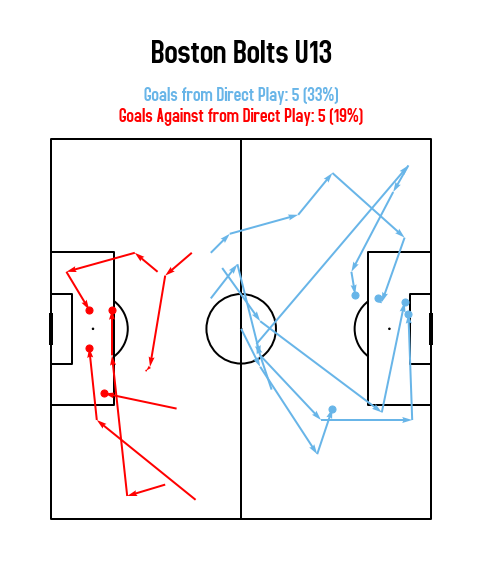 Boston Bolts U13
Goals from Direct Play: 5 (33%)
Goals Against from Direct Play: 5 (19%)